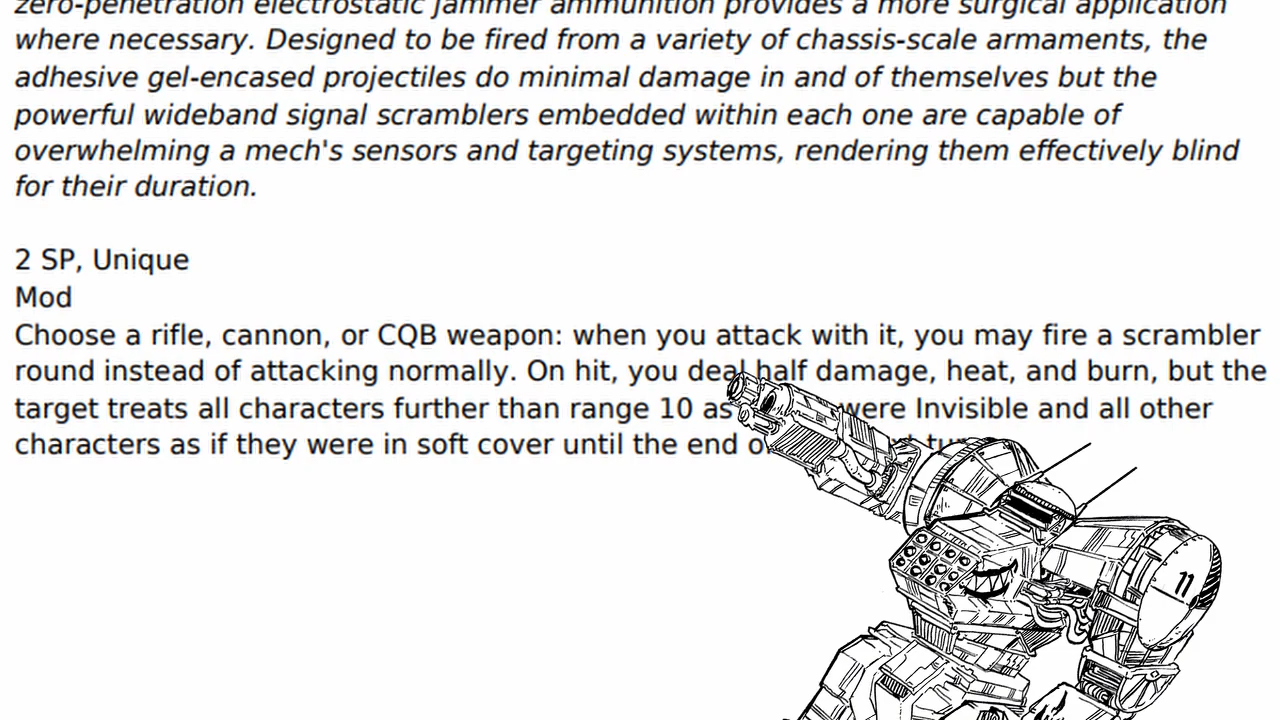 zero-penetration electrostatic jammer ammunition provides a more surgical application
where necessary. Designed to be fired from a variety of chassis-scale armaments, the
adhesive gel-encased projectiles do minimal damage in and of themselves but the
powerful wideband signal scramblers embedded within each one are capable of
overwhelming a mech's sensors and targeting systems, rendering them effectively blind
for their duration.
2 SP, Unique
Mod
Choose a rifle, cannon, or CQB weapon: when you attack with it, you may fire a scrambler
round instead of attacking normally. On hit, you deal half damage, heat, and burn, but the
target treats all characters further than range 10 as were Invisible and all other
characters as if they were in soft cover until the end
11